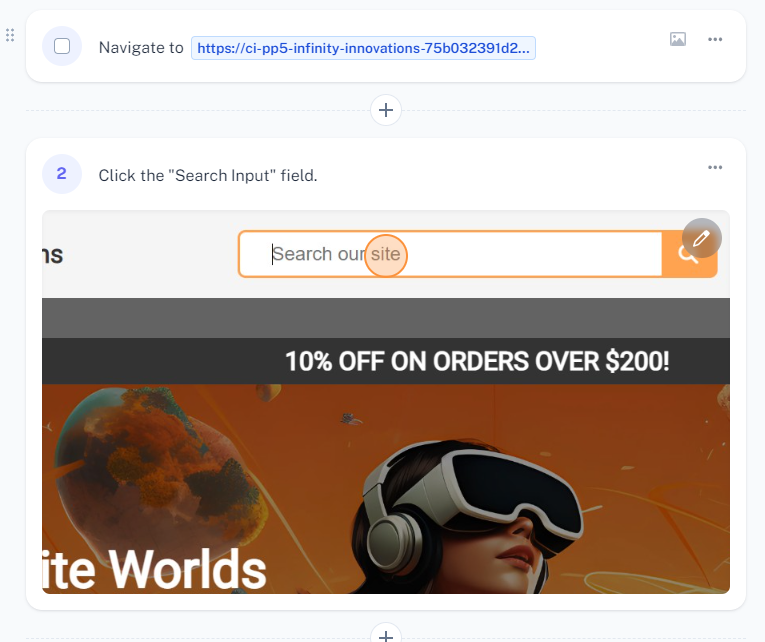 Navigate to https://ci-pp5-infinity-innovations-75b032391d2...
2 Click the "Search Input" field.
ns
Search our site
10% OFF ON ORDERS OVER $200!
ite Worlds